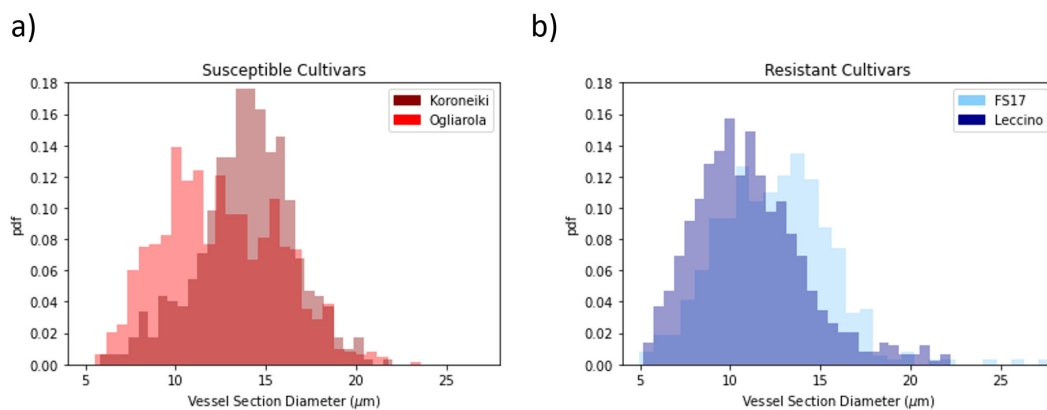 a)
Susceptible Cultivars
0.18
0.16
0.14
0.12
0.10
0.08
0.06
0.04
0.02
0.00
pdf
Koroneiki
Ogliarola
5
10
15
20
25
Vessel Section Diameter (μm)
b)
Resistant Cultivars
0.18
0.16
0.14
0.12
0.10
0.08
0.06
0.04
0.02
0.00
pdf
FS17
Leccino
5
10
15
20
25
Vessel Section Diameter (μm)